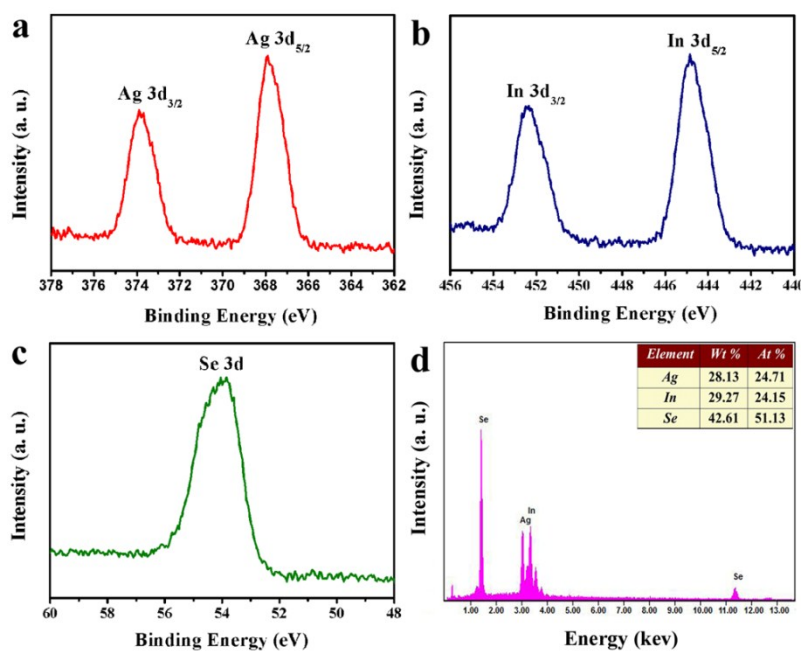 a
Ag 3d5/2
Ag 3d3/2
Intensity (a. u.)
378 376 374 372 370 368 366 364 362
Binding Energy (eV)
b
In 3d5/2
In 3d3/2
Intensity (a. u.)
456 454 452 450 448 446 444 442 440
Binding Energy (eV)
c
Se 3d
Intensity (a. u.)
60 58 56 54 52 50 48
Binding Energy (eV)
d
Element Wt % At %
Ag 28.13 24.71
In 29.27 24.15
Se 42.61 51.13
Se
In
Ag
Se
Intensity (a. u.)
1.00 2.00 3.00 4.00 5.00 6.00 7.00 8.00 9.00 10.00 11.00 12.00 13.00
Energy (kev)